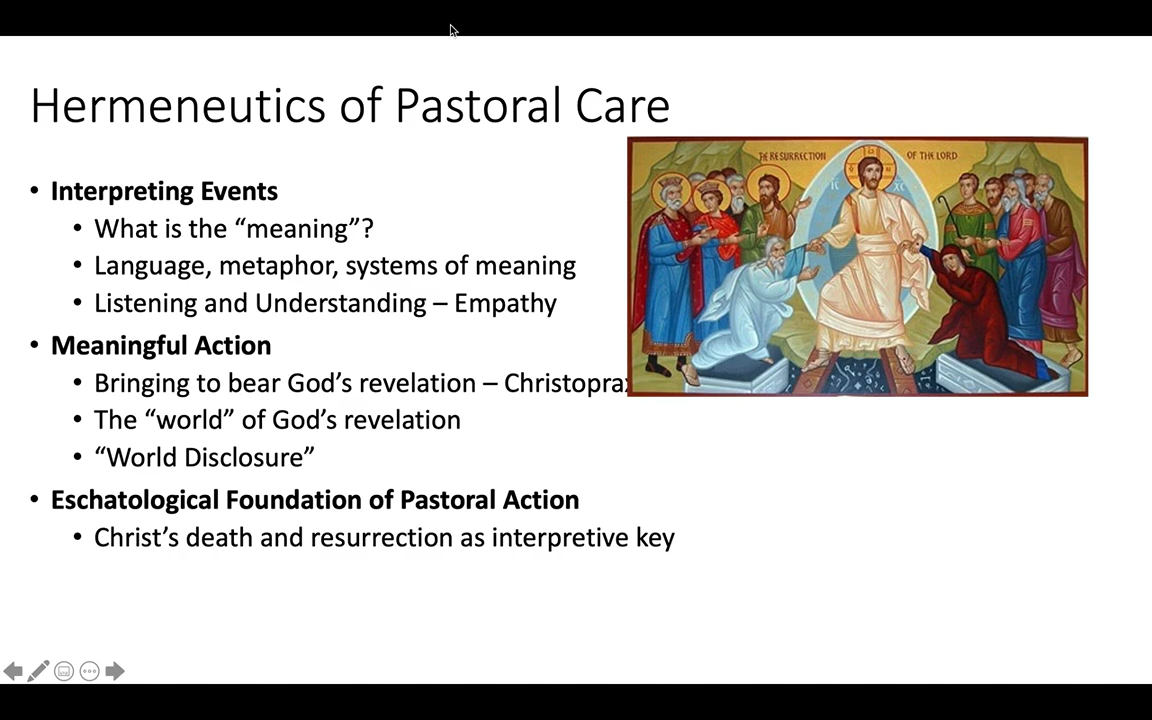 Hermeneutics of Pastoral Care
THE RESURRECTION OF THE LORD
IC XC
• Interpreting Events
• What is the “meaning”?
• Language, metaphor, systems of meaning
• Listening and Understanding – Empathy
• Meaningful Action
• Bringing to bear God’s revelation –
• The “world” of God’s revelation
• “World Disclosure”
• Eschatological Foundation of Pastoral Action
• Christ’s death and resurrection as interpretive key